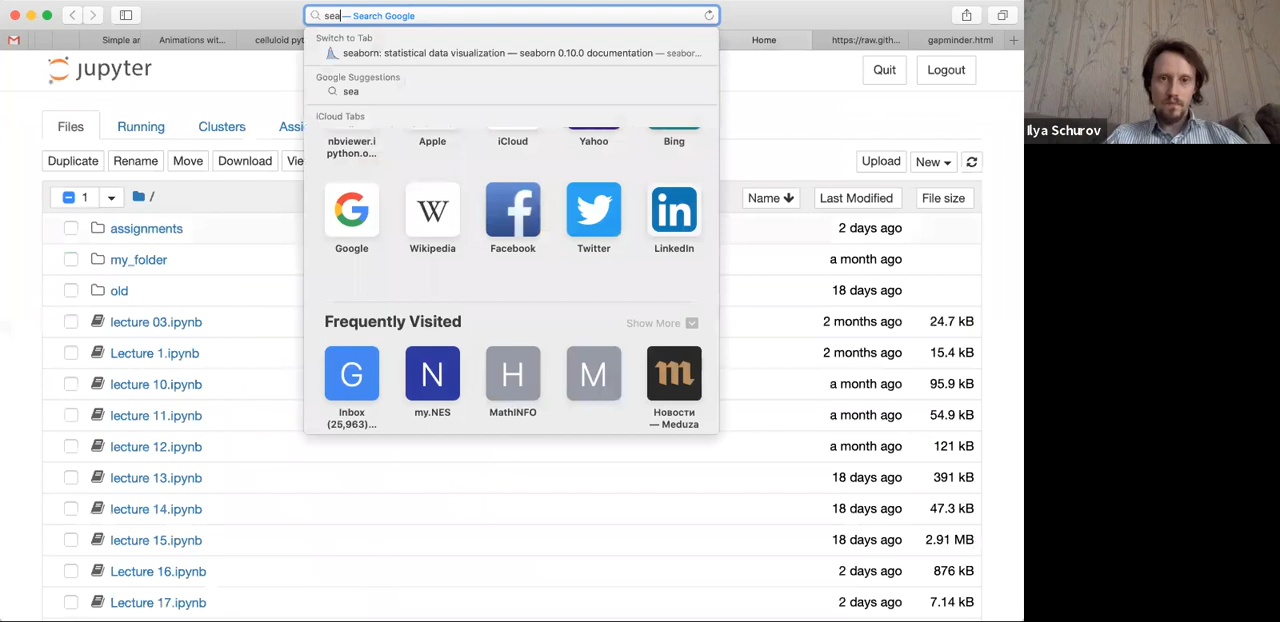 sea — Search Google
Simple ar
Animations wit...
celluloid pyt
Home
https://raw.gith...
gapminder.html
Switch to Tab
seaborn: statistical data visualization — seaborn 0.10.0 documentation — seabor...
Google Suggestions
sea
iCloud Tabs
nbviewer.i
python.o...
Apple
iCloud
Yahoo
Bing
Google
Wikipedia
Facebook
Twitter
LinkedIn
Frequently Visited
Show More
G
N
H
M
m
Inbox
(25,963)...
my.NES
MathINFO
Новости
— Meduza
jupyter
Quit
Logout
Files
Running
Clusters
Assi
Duplicate
Rename
Move
Download
Vie
Upload
New
1
/
Name
Last Modified
File size
assignments
2 days ago
my_folder
a month ago
old
18 days ago
lecture 03.ipynb
2 months ago
24.7 kB
Lecture 1.ipynb
2 months ago
15.4 kB
lecture 10.ipynb
a month ago
95.9 kB
lecture 11.ipynb
a month ago
54.9 kB
lecture 12.ipynb
a month ago
121 kB
lecture 13.ipynb
18 days ago
391 kB
lecture 14.ipynb
18 days ago
47.3 kB
lecture 15.ipynb
18 days ago
2.91 MB
Lecture 16.ipynb
2 days ago
876 kB
Lecture 17.ipynb
2 days ago
7.14 kB
Ilya Schurov